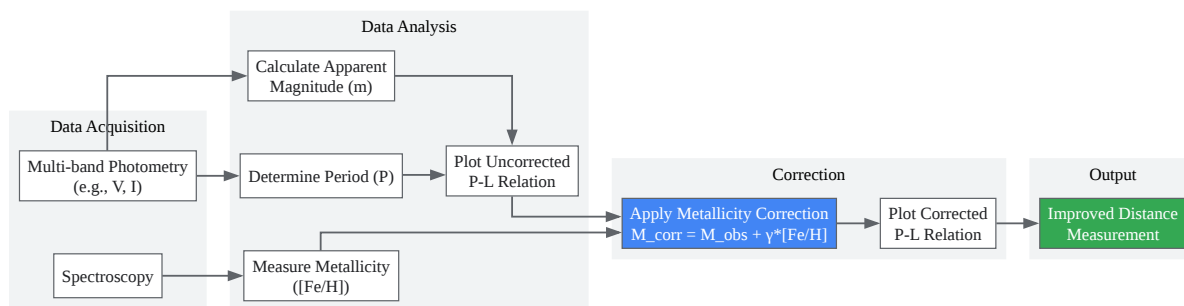 Data Analysis
Calculate Apparent
Magnitude (m)
Data Acquisition
Multi-band Photometry
(e.g., V, I)
Determine Period (P)
Plot Uncorrected
P-L Relation
Spectroscopy
Measure Metallicity
([Fe/H])
Correction
Apply Metallicity Correction
M_corr = M_obs + γ*[Fe/H]
Plot Corrected
P-L Relation
Output
Improved Distance
Measurement